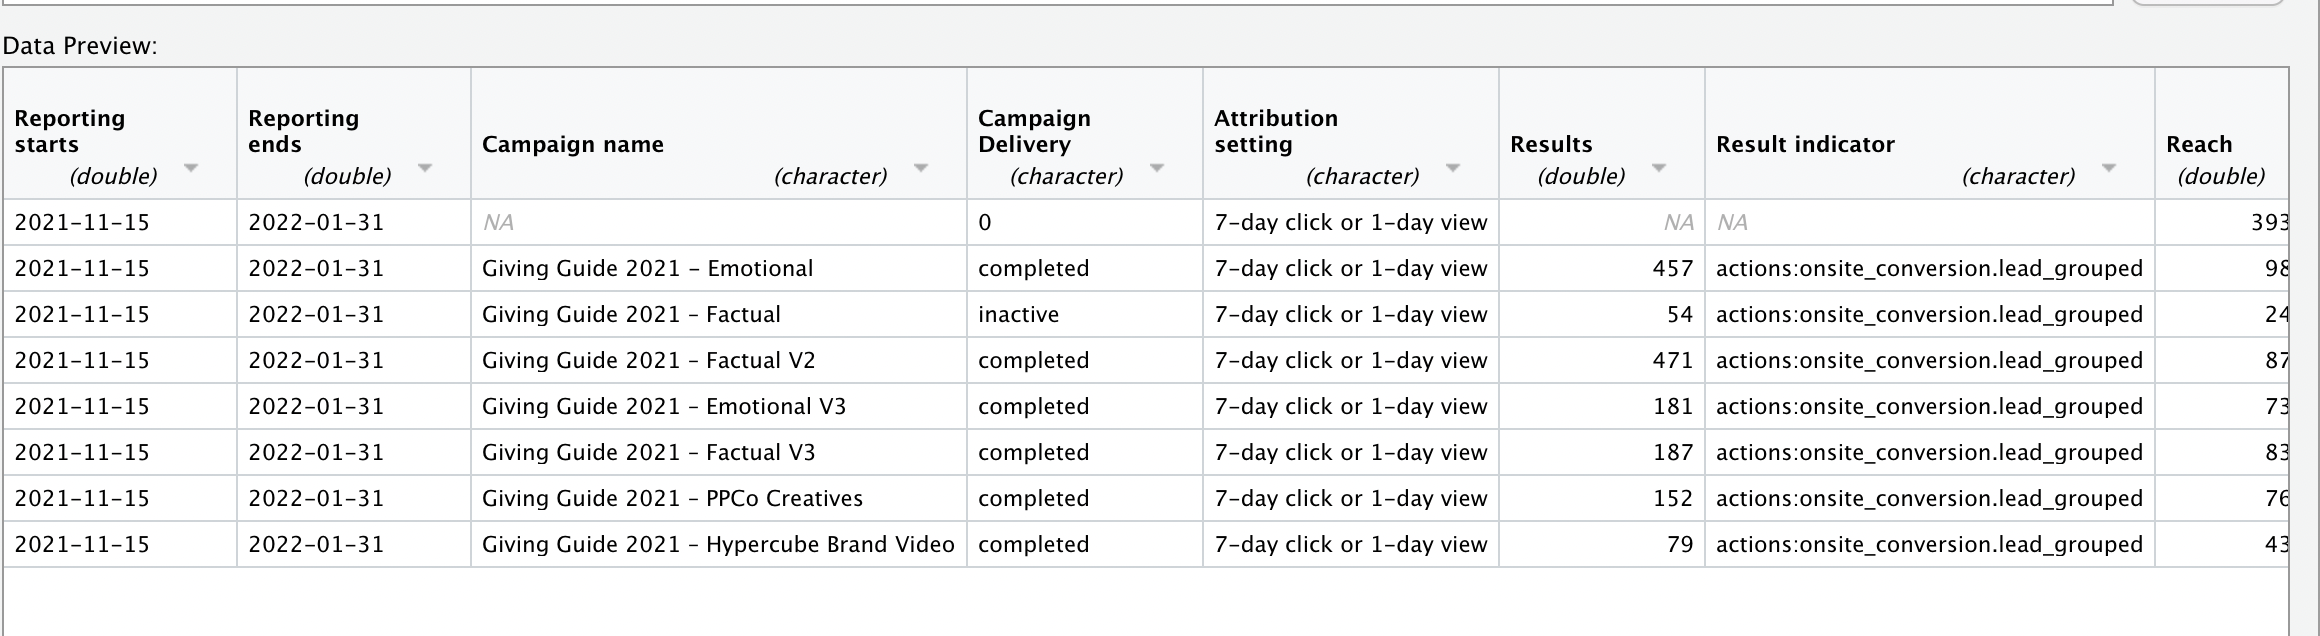 Data Preview:
Reporting starts (double) Reporting ends (double) Campaign name (character) Campaign Delivery (character) Attribution setting (character) Results (double) Result indicator (character) Reach (double)
2021-11-15 2022-01-31 NA 0 7-day click or 1-day view NA NA 393
2021-11-15 2022-01-31 Giving Guide 2021 - Emotional completed 7-day click or 1-day view 457 actions:onsite_conversion.lead_grouped 98
2021-11-15 2022-01-31 Giving Guide 2021 - Factual inactive 7-day click or 1-day view 54 actions:onsite_conversion.lead_grouped 24
2021-11-15 2022-01-31 Giving Guide 2021 - Factual V2 completed 7-day click or 1-day view 471 actions:onsite_conversion.lead_grouped 87
2021-11-15 2022-01-31 Giving Guide 2021 - Emotional V3 completed 7-day click or 1-day view 181 actions:onsite_conversion.lead_grouped 73
2021-11-15 2022-01-31 Giving Guide 2021 - Factual V3 completed 7-day click or 1-day view 187 actions:onsite_conversion.lead_grouped 83
2021-11-15 2022-01-31 Giving Guide 2021 - PPCo Creatives completed 7-day click or 1-day view 152 actions:onsite_conversion.lead_grouped 76
2021-11-15 2022-01-31 Giving Guide 2021 - Hypercube Brand Video completed 7-day click or 1-day view 79 actions:onsite_conversion.lead_grouped 43